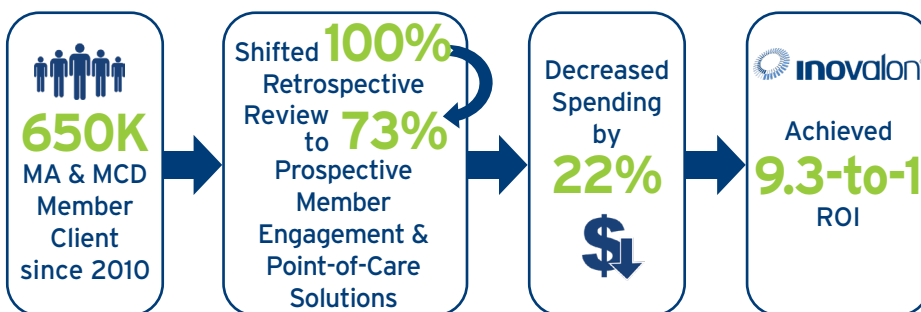 650K
MA & MCD
Member
Client
since 2010
Shifted 100%
Retrospective
Review
to 73%
Prospective
Member
Engagement &
Point-of-Care
Solutions
Decreased
Spending
by
22%
$
inovalon
Achieved
9.3-to-1
ROI